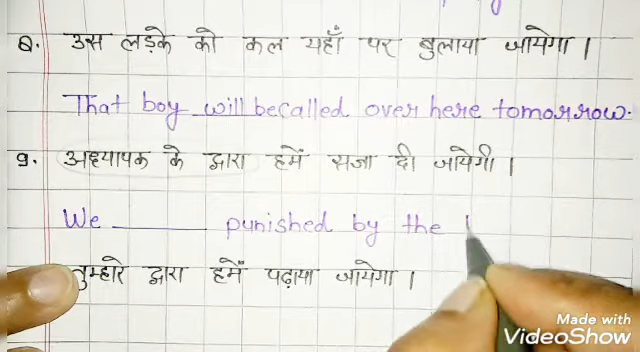 8. उस लड़के को कल यहाँ पर बुलाया जायेगा ।
That boy will be called over here tomorrow.
9. अध्यापक के द्वारा हमें सजा दी जायेगी ।
We ______ punished by the
तुम्हारे द्वारा हमें पढ़ाया जायेगा ।
Made with
VideoShow